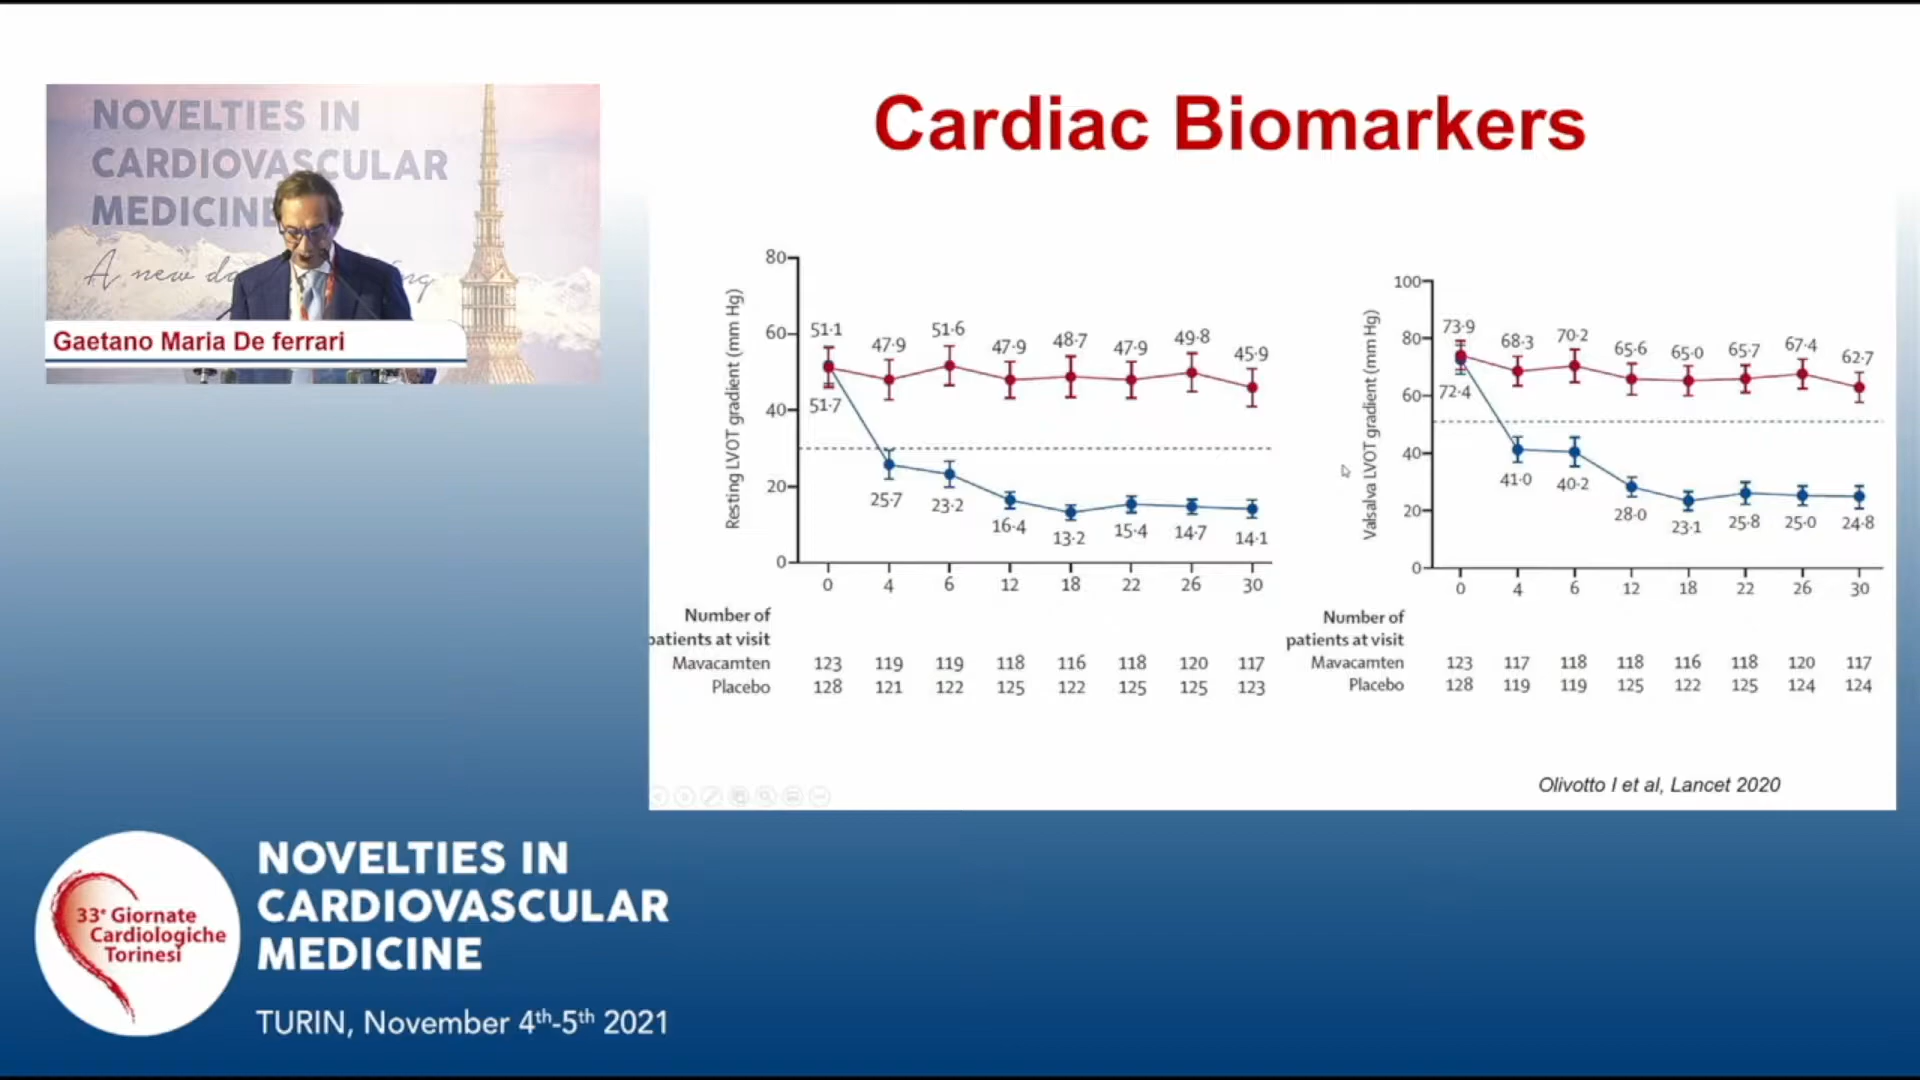 NOVELTIES IN
CARDIOVASCULAR
MEDICINE
A new
Gaetano Maria De ferrari
Cardiac Biomarkers
Resting LVOT gradient (mm Hg)
80
60
40
20
0
51·1
47·9
51·6
47·9
48·7
47·9
49·8
45·9
51·7
25·7
23·2
16·4
13·2
15·4
14·7
14·1
0 4 6 12 18 22 26 30
Number of
patients at visit
Mavacamten 123 119 119 118 116 118 120 117
Placebo 128 121 122 125 122 125 125 123
Valsalva LVOT gradient (mm Hg)
100
80
60
40
20
0
73·9
68·3
70·2
65·6
65·0
65·7
67·4
62·7
72·4
41·0
40·2
28·0
23·1
25·8
25·0
24·8
0 4 6 12 18 22 26 30
Number of
patients at visit
Mavacamten 123 117 118 118 116 118 120 117
Placebo 128 119 119 125 122 125 124 124
Olivotto I et al, Lancet 2020
33° Giornate
Cardiologiche
Torinesi
NOVELTIES IN
CARDIOVASCULAR
MEDICINE
TURIN, November 4th-5th 2021